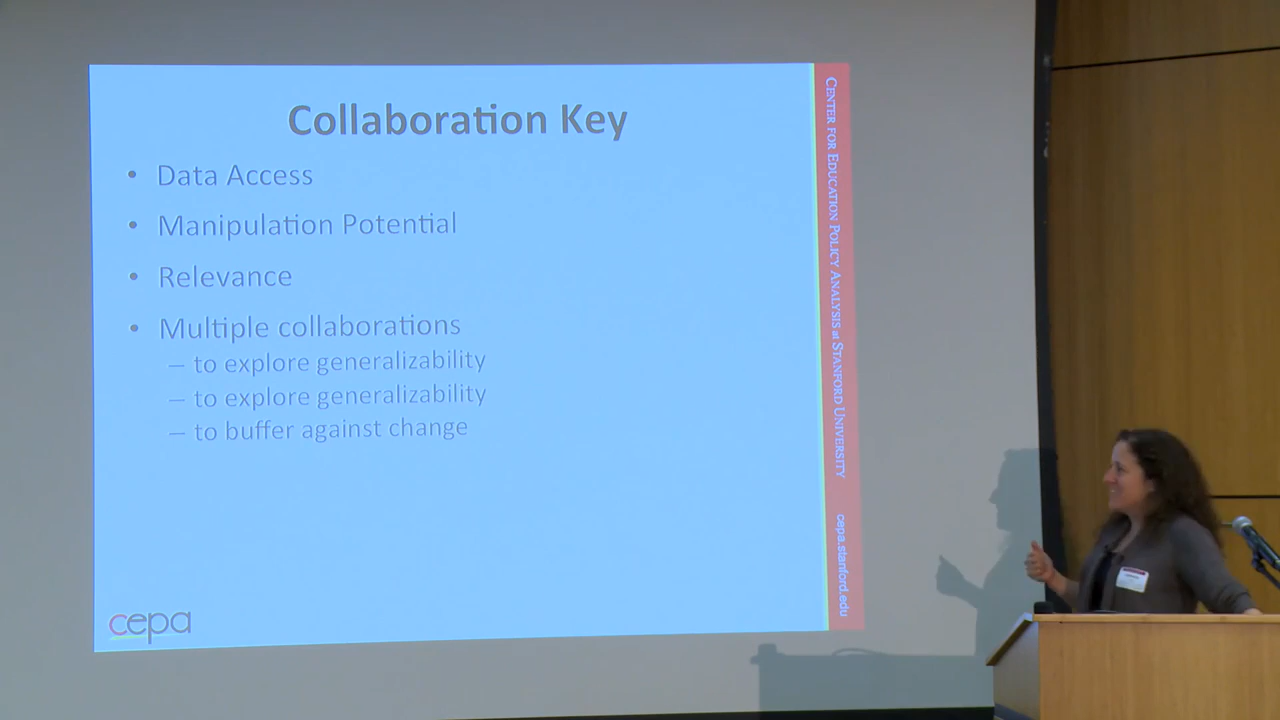 Collaboration Key
• Data Access
• Manipulation Potential
• Relevance
• Multiple collaborations
– to explore generalizability
– to explore generalizability
– to buffer against change
cepa
CENTER FOR EDUCATION POLICY ANALYSIS at STANFORD UNIVERSITY
cepa.stanford.edu